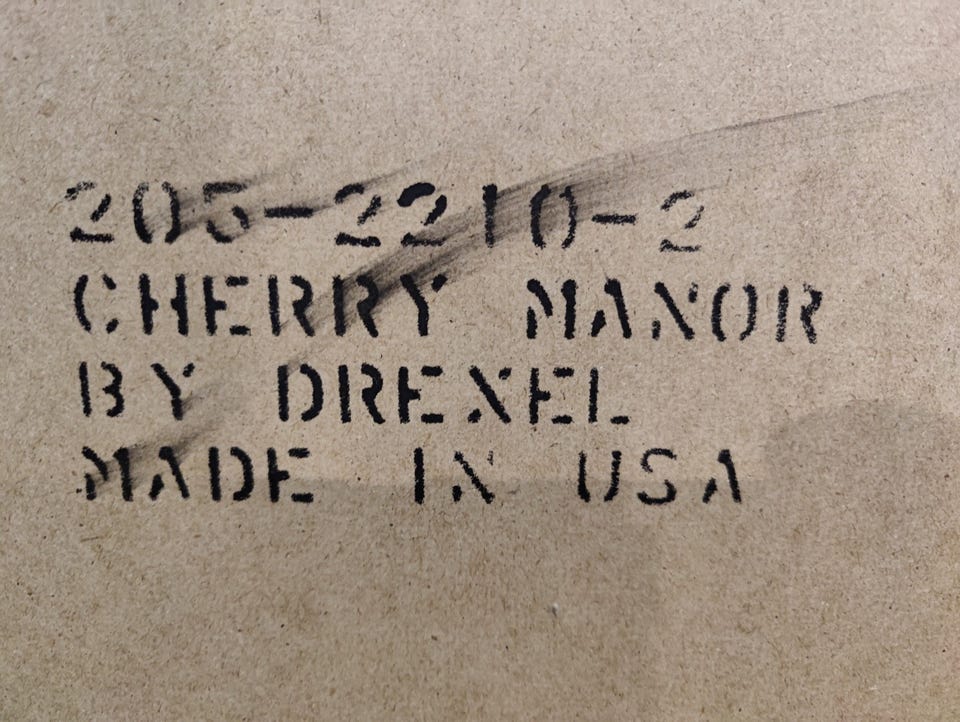 205-2210-2
CHERRY MANOR
BY DREXEL
MADE IN USA